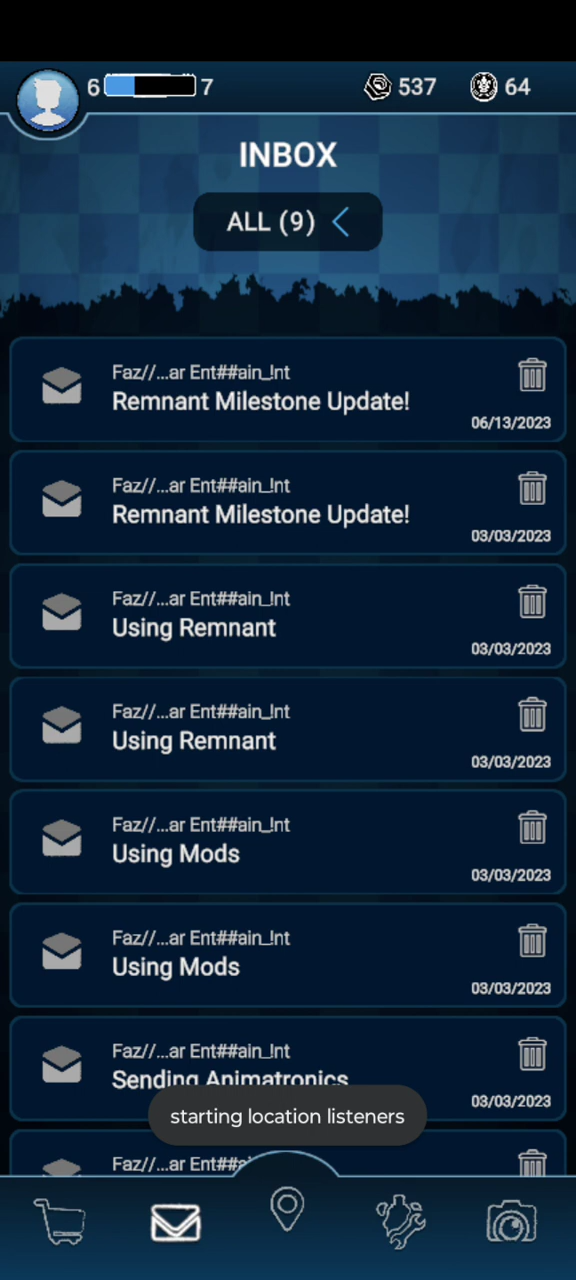 6 7 537 64
INBOX
ALL (9)
Faz//...ar Ent##ain_!nt
Remnant Milestone Update!
06/13/2023
Faz//...ar Ent##ain_!nt
Remnant Milestone Update!
03/03/2023
Faz//...ar Ent##ain_!nt
Using Remnant
03/03/2023
Faz//...ar Ent##ain_!nt
Using Remnant
03/03/2023
Faz//...ar Ent##ain_!nt
Using Mods
03/03/2023
Faz//...ar Ent##ain_!nt
Using Mods
03/03/2023
Faz//...ar Ent##ain_!nt
Sending Animatronics
03/03/2023
starting location listeners
Faz//...ar Ent##a